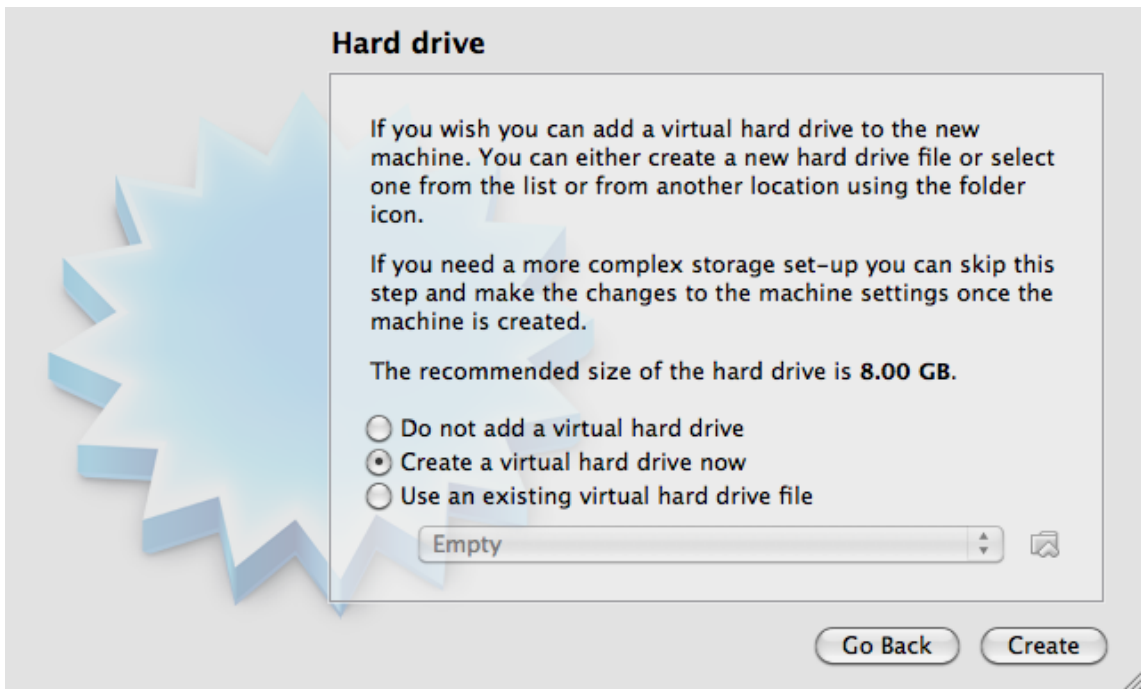 Hard drive
If you wish you can add a virtual hard drive to the new
machine. You can either create a new hard drive file or select
one from the list or from another location using the folder
icon.
If you need a more complex storage set-up you can skip this
step and make the changes to the machine settings once the
machine is created.
The recommended size of the hard drive is 8.00 GB.
Do not add a virtual hard drive
Create a virtual hard drive now
Use an existing virtual hard drive file
Empty
Go Back Create